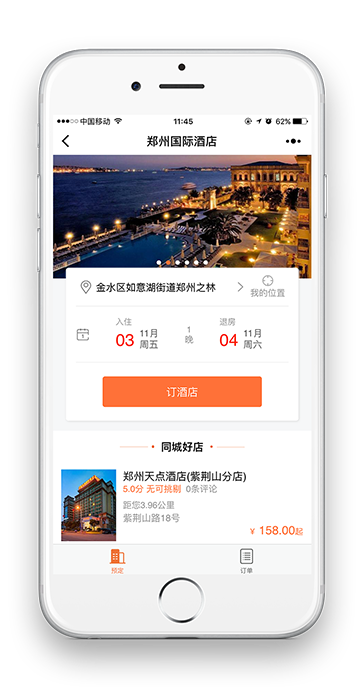 中国移动 11:45 62%
郑州国际酒店
金水区如意湖街道郑州之林
我的位置
入住 退房
03 11月 周五 1晚 04 11月 周六
订酒店
同城好店
郑州天点酒店(紫荆山分店)
5.0分 无可挑剔 0条评论
距您3.96公里
紫荆山路18号
¥ 158.00起
预定 订单